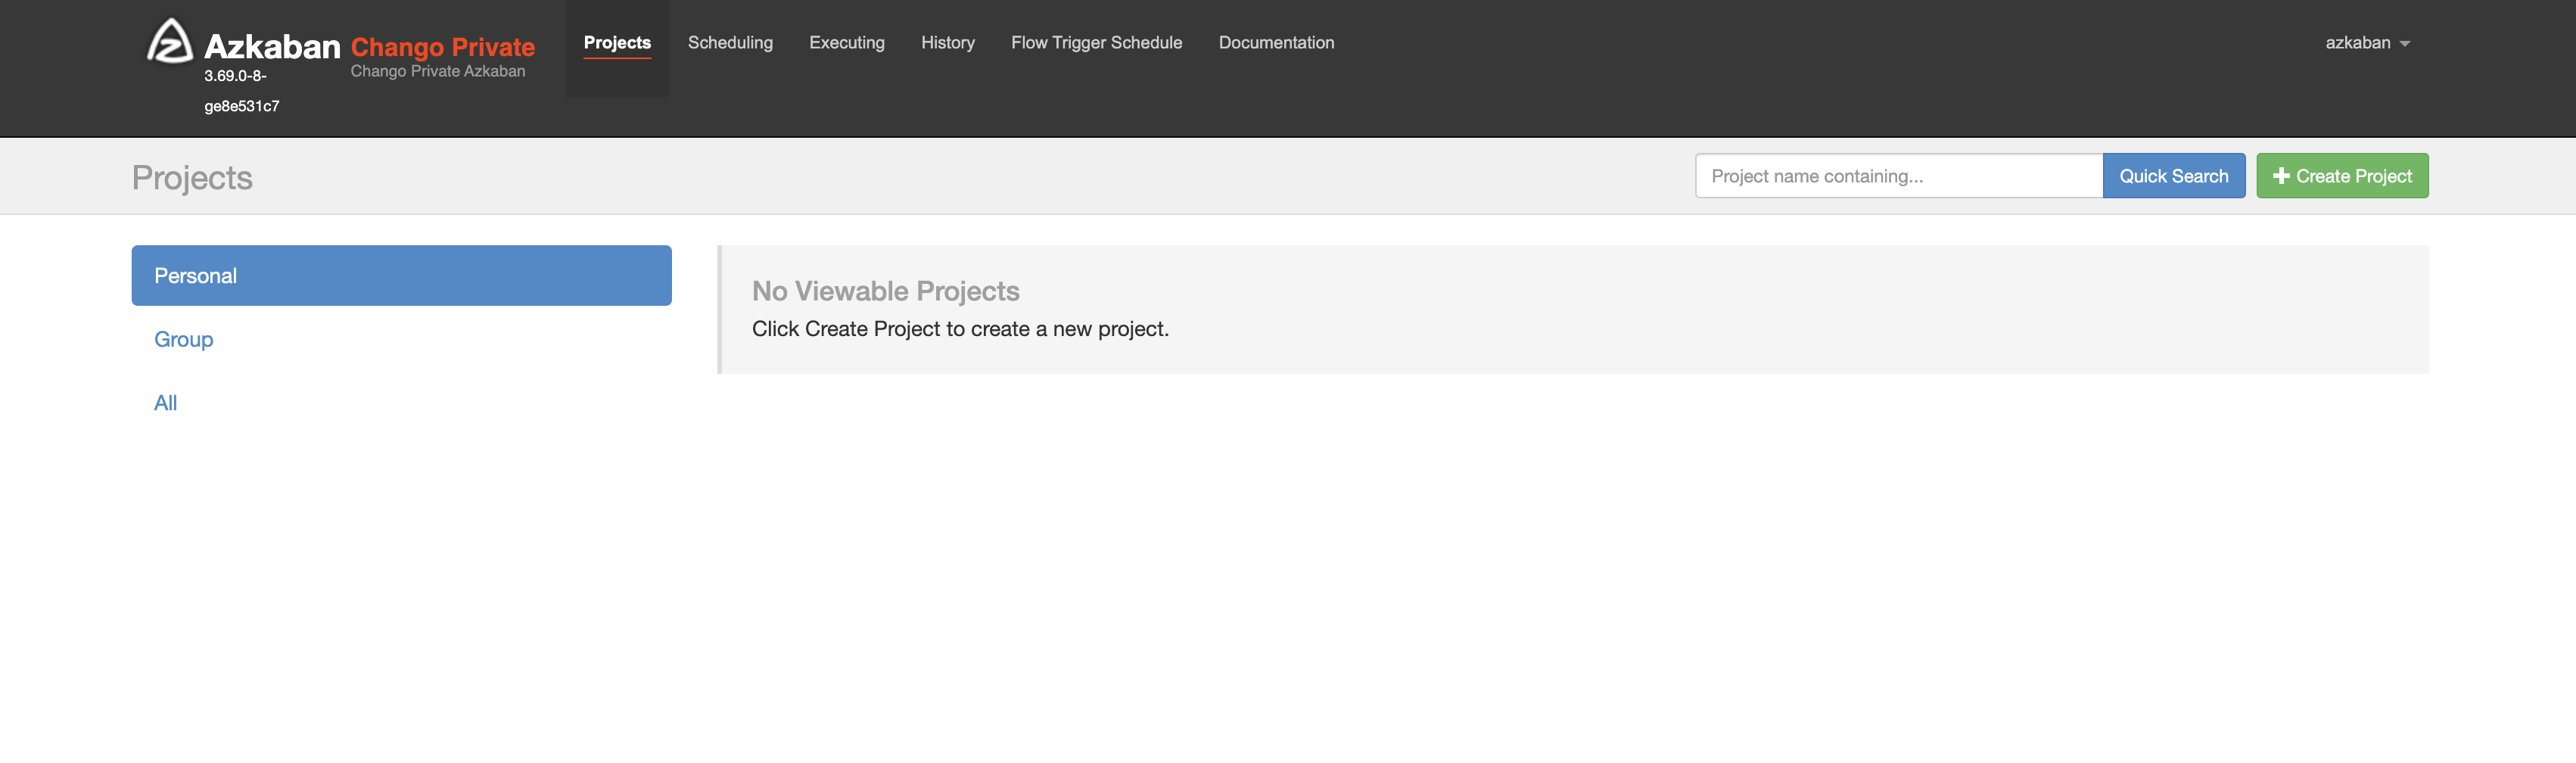 Azkaban Chango Private
3.69.0-8-
ge8e531c7
Chango Private Azkaban
Projects Scheduling Executing History Flow Trigger Schedule Documentation
azkaban
Projects
Project name containing... Quick Search Create Project
Personal
Group
All
No Viewable Projects
Click Create Project to create a new project.